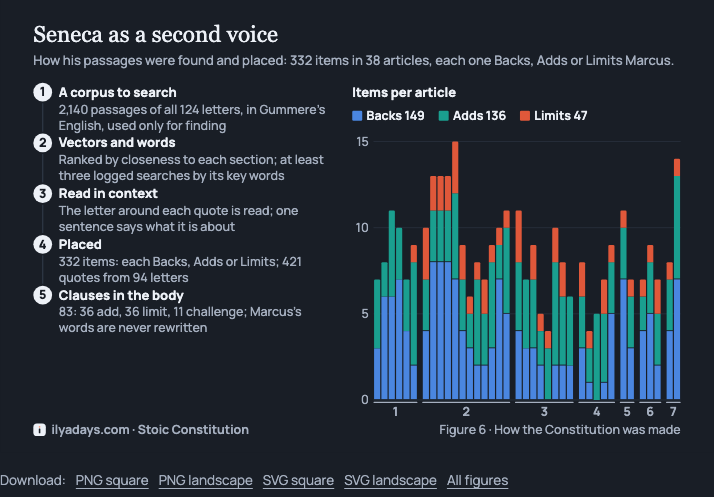 Seneca as a second voice
How his passages were found and placed: 332 items in 38 articles, each one Backs, Adds or Limits Marcus.
1 A corpus to search
2,140 passages of all 124 letters, in Gummere's
English, used only for finding
2 Vectors and words
Ranked by closeness to each section; at least
three logged searches by its key words
3 Read in context
The letter around each quote is read; one
sentence says what it is about
4 Placed
332 items: each Backs, Adds or Limits; 421
quotes from 94 letters
5 Clauses in the body
83: 36 add, 36 limit, 11 challenge; Marcus's
words are never rewritten
Items per article
Backs 149 Adds 136 Limits 47
15
10
5
0
1 2 3 4 5 6 7
ilyadays.com · Stoic Constitution
Figure 6 · How the Constitution was made
Download: PNG square PNG landscape SVG square SVG landscape All figures